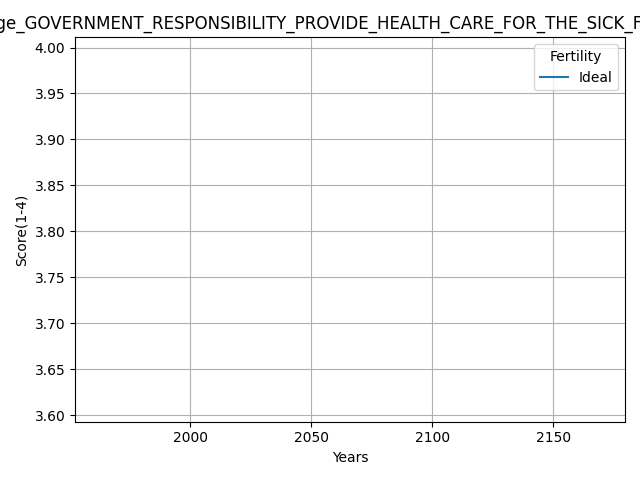 ge_GOVERNMENT_RESPONSIBILITY_PROVIDE_HEALTH_CARE_FOR_THE_SICK_F
4.00
3.95
3.90
3.85
3.80
3.75
3.70
3.65
3.60
Score(1-4)
Fertility
Ideal
2000 2050 2100 2150
Years